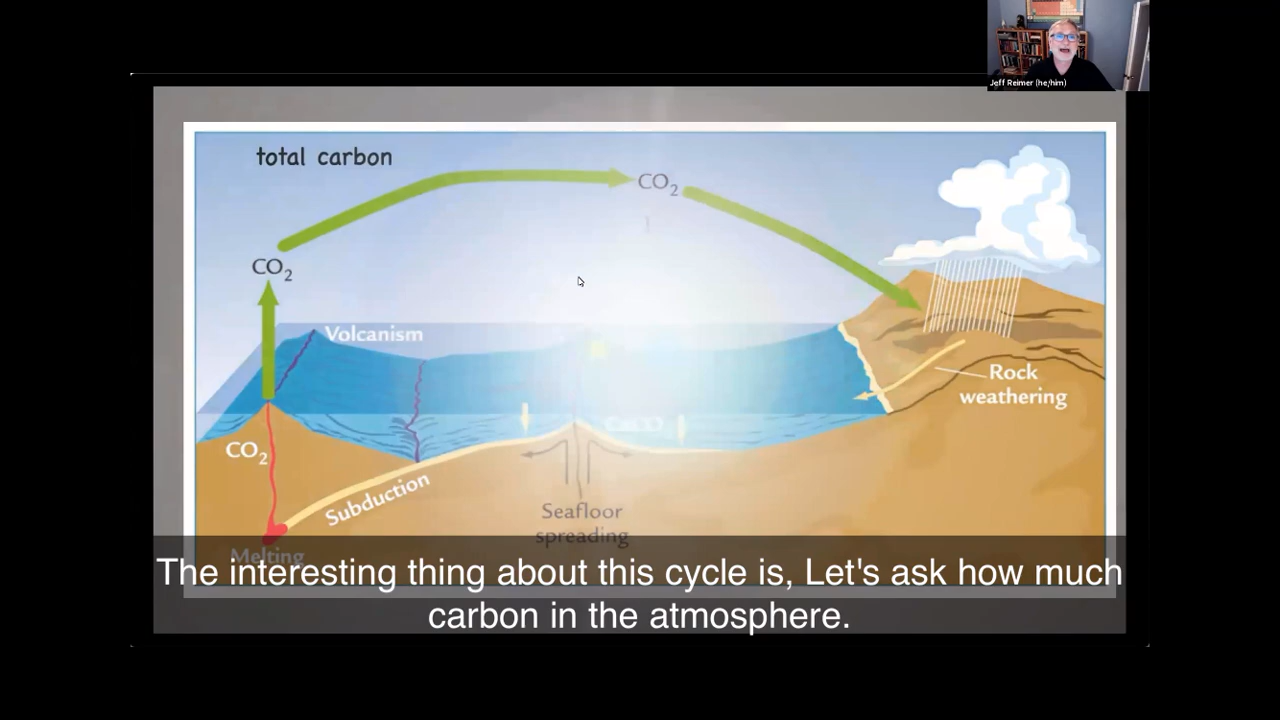 Jeff Reimer (he/him)
total carbon
CO2
CO2
Volcanism
Rock
weathering
CO2
Subduction
Seafloor
spreading
Melting
The interesting thing about this cycle is, Let's ask how much
carbon in the atmosphere.